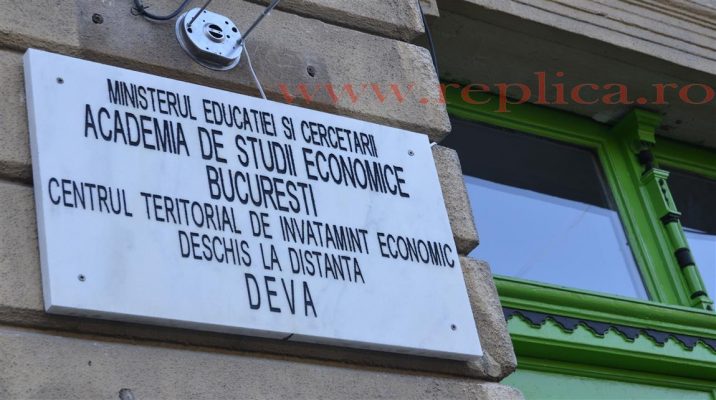 MINISTERUL EDUCATIEI SI CERCETARII
ACADEMIA DE STUDII ECONOMICE
BUCURESTI
CENTRUL TERITORIAL DE INVATAMINT ECONOMIC
DESCHIS LA DISTANTA
DEVA
www.replica.ro